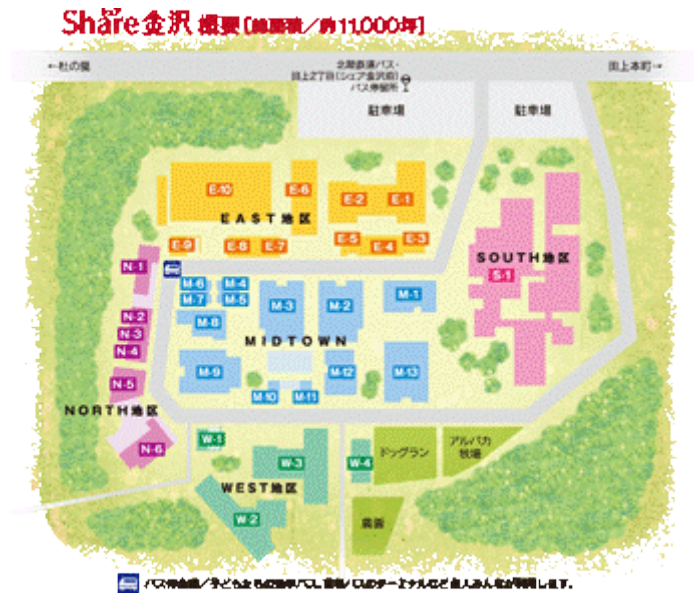 Share金沢 概要 [総面積／約11,000坪]
←杜の里
北陸鉄道バス・
田上2丁目(シェア金沢前)
バス停留所
田上本町→
駐車場
駐車場
E-10
E-6
E-2
E-1
EAST地区
E-9
E-8
E-7
E-5
E-4
E-3
SOUTH地区
S-1
N-1
N-2
N-3
N-4
N-5
NORTH地区
N-6
M-6
M-4
M-7
M-5
M-3
M-2
M-1
M-8
MIDTOWN
M-9
M-12
M-13
M-10
M-11
W-1
W-3
W-4
WEST地区
W-2
ドッグラン
アルパカ
牧場
農園